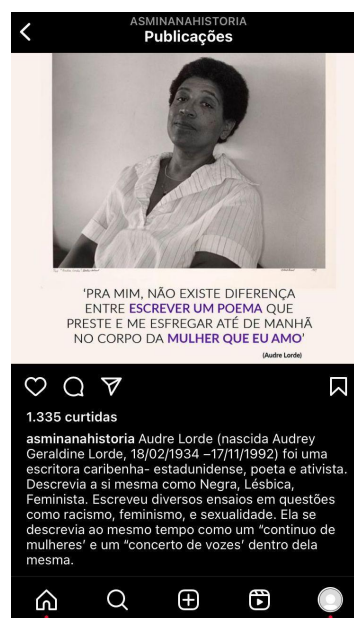 ASMINANAHISTORIA
Publicações
'PRA MIM, NÃO EXISTE DIFERENÇA
ENTRE ESCREVER UM POEMA QUE
PRESTE E ME ESFREGAR ATÉ DE MANHÃ
NO CORPO DA MULHER QUE EU AMO'
(Audre Lorde)
1.335 curtidas
asminanahistoria Audre Lorde (nascida Audrey
Geraldine Lorde, 18/02/1934 –17/11/1992) foi uma
escritora caribenha- estadunidense, poeta e ativista.
Descrevia a si mesma como Negra, Lésbica,
Feminista. Escreveu diversos ensaios em questões
como racismo, feminismo, e sexualidade. Ela se
descrevia ao mesmo tempo como um “continuo de
mulheres’ e um “concerto de vozes’ dentro dela
mesma.